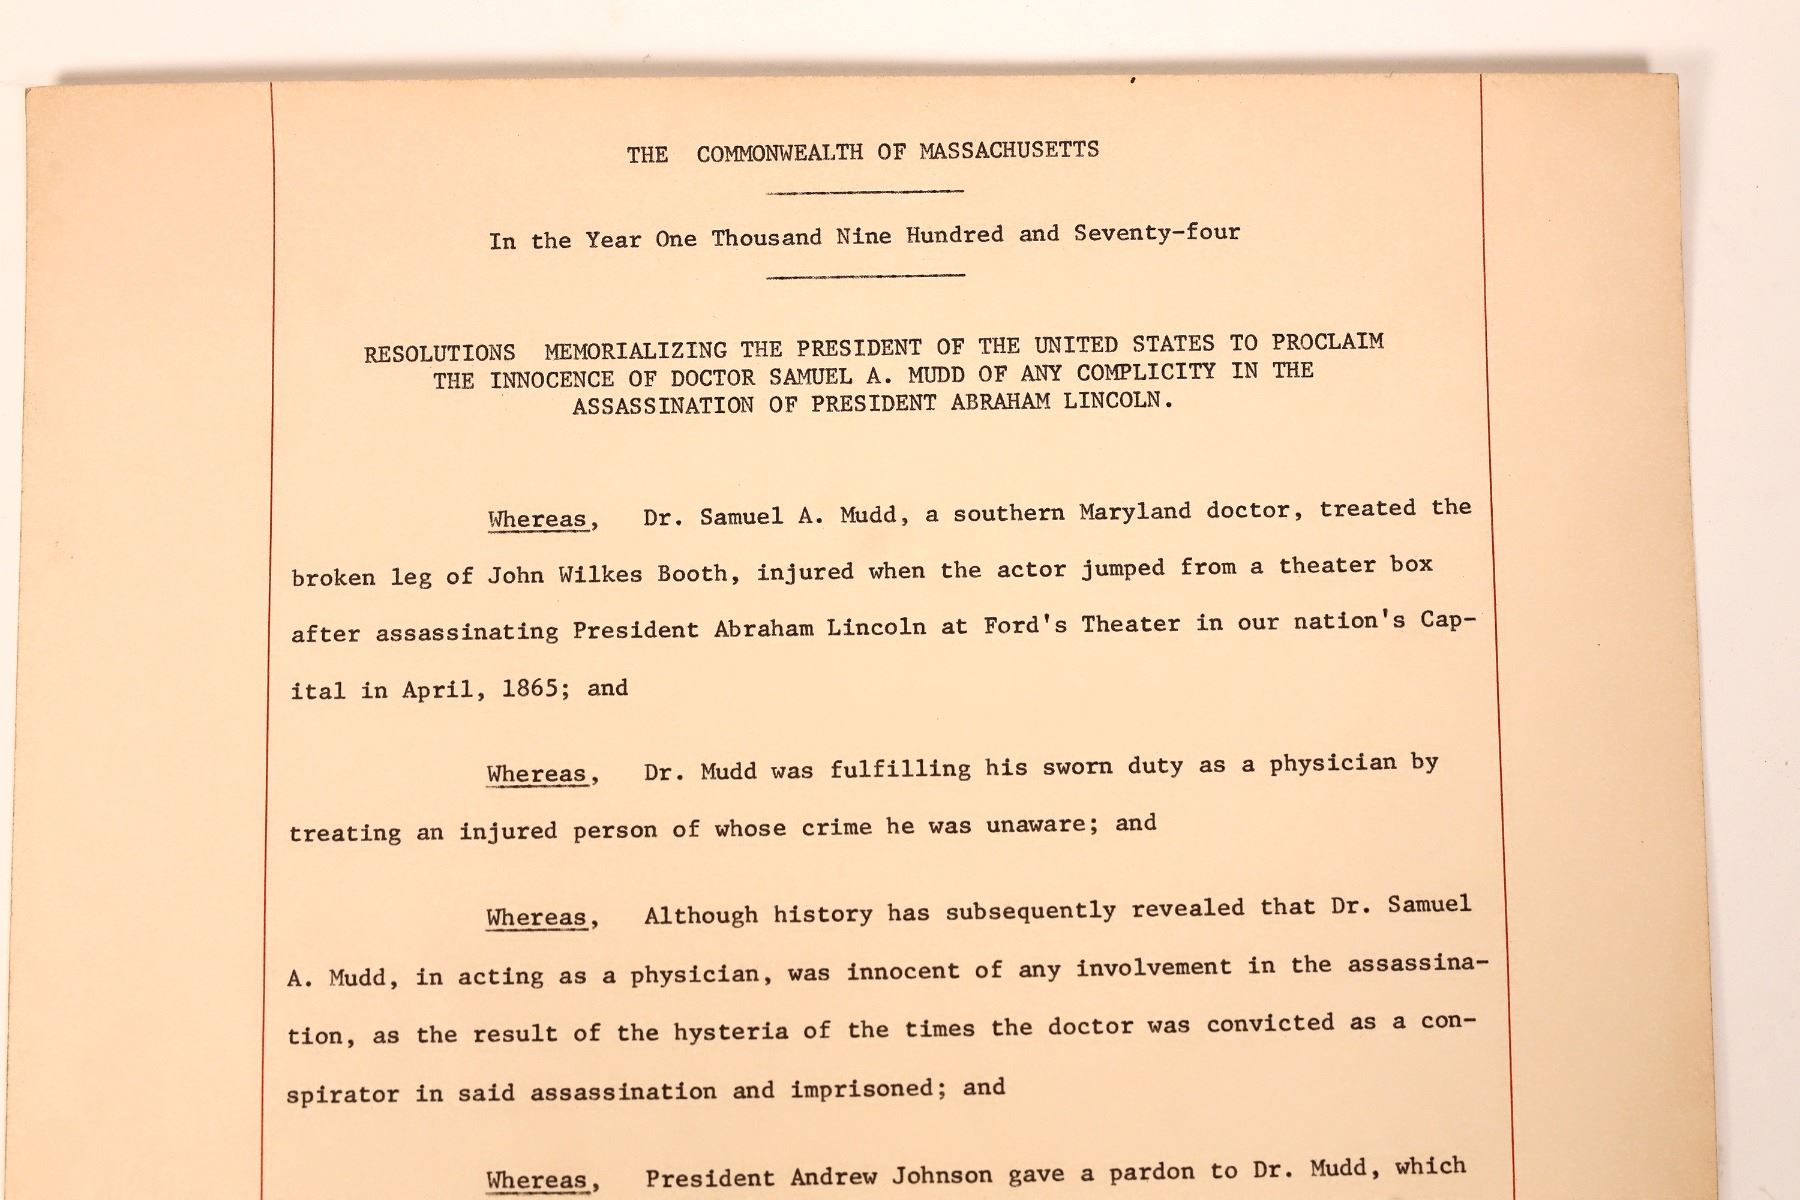 THE COMMONWEALTH OF MASSACHUSETTS
In the Year One Thousand Nine Hundred and Seventy-four
RESOLUTIONS MEMORIALIZING THE PRESIDENT OF THE UNITED STATES TO PROCLAIM
THE INNOCENCE OF DOCTOR SAMUEL A. MUDD OF ANY COMPLICITY IN THE
ASSASSINATION OF PRESIDENT ABRAHAM LINCOLN.
Whereas, Dr. Samuel A. Mudd, a southern Maryland doctor, treated the
broken leg of John Wilkes Booth, injured when the actor jumped from a theater box
after assassinating President Abraham Lincoln at Ford's Theater in our nation's Cap-
ital in April, 1865; and
Whereas, Dr. Mudd was fulfilling his sworn duty as a physician by
treating an injured person of whose crime he was unaware; and
Whereas, Although history has subsequently revealed that Dr. Samuel
A. Mudd, in acting as a physician, was innocent of any involvement in the assassina-
tion, as the result of the hysteria of the times the doctor was convicted as a con-
spirator in said assassination and imprisoned; and
Whereas, President Andrew Johnson gave a pardon to Dr. Mudd, which